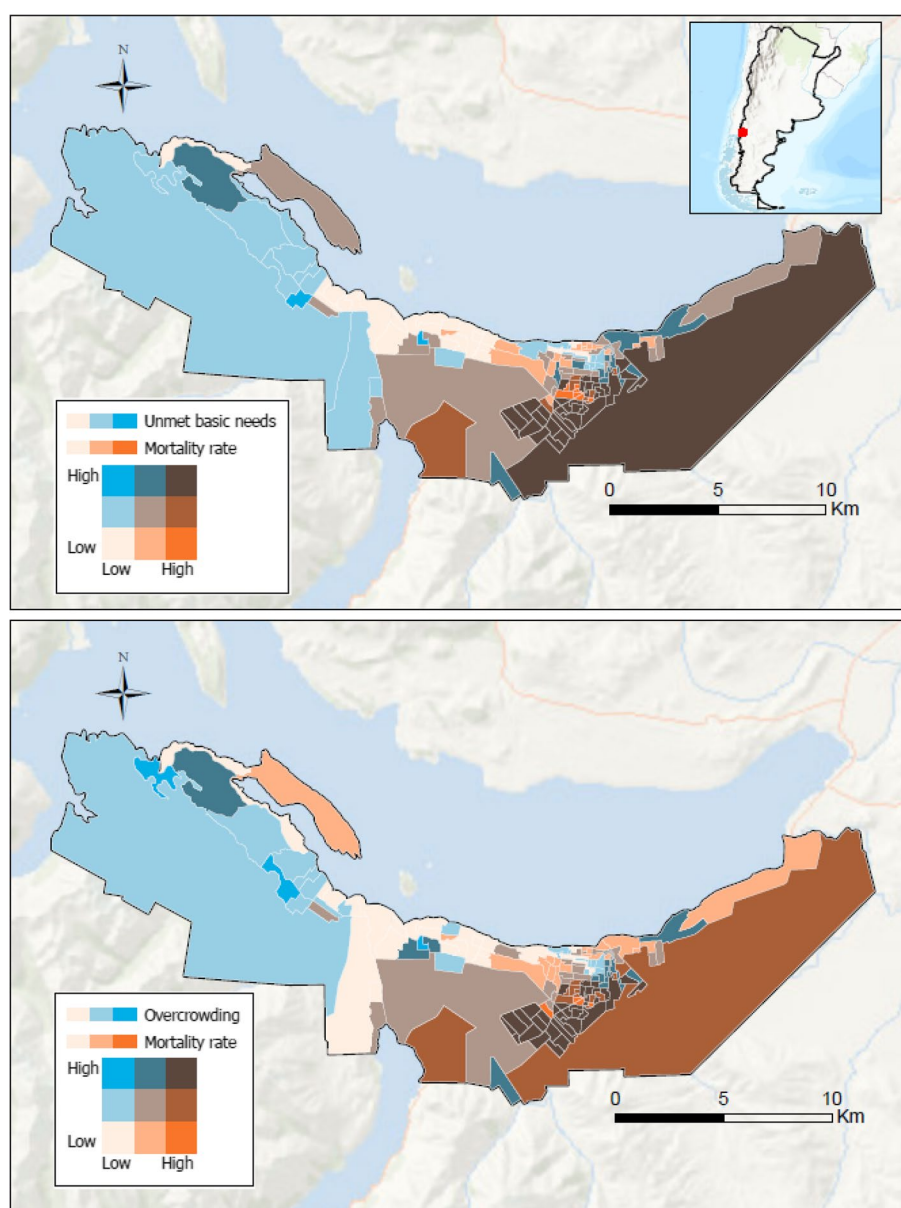 N
Unmet basic needs
Mortality rate
High
Low
Low High
0 5 10
Km
N
Overcrowding
Mortality rate
High
Low
Low High
0 5 10
Km